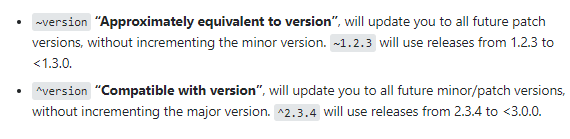 • ~version “Approximately equivalent to version”, will update you to all future patch
versions, without incrementing the minor version. ~1.2.3 will use releases from 1.2.3 to
<1.3.0.
• ^version “Compatible with version”, will update you to all future minor/patch versions,
without incrementing the major version. ^2.3.4 will use releases from 2.3.4 to <3.0.0.